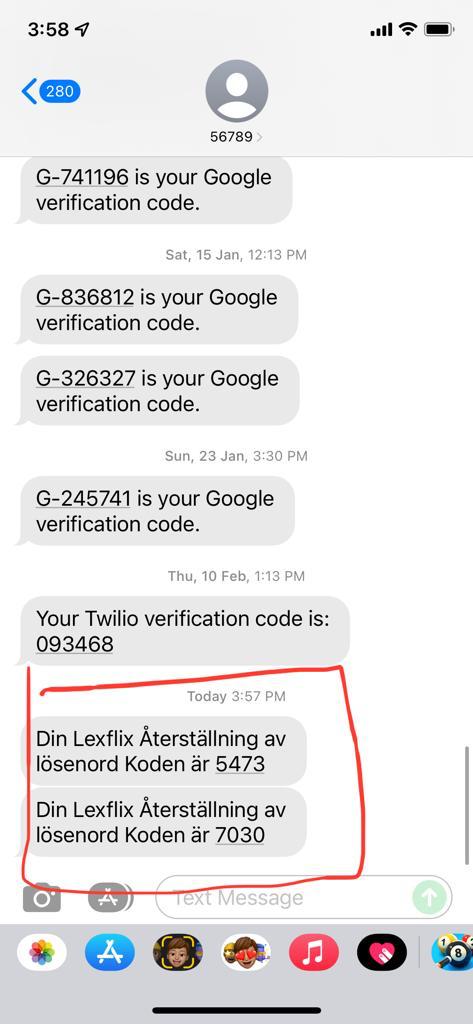 3:58
280
56789
G-741196 is your Google
verification code.
Sat, 15 Jan, 12:13 PM
G-836812 is your Google
verification code.
G-326327 is your Google
verification code.
Sun, 23 Jan, 3:30 PM
G-245741 is your Google
verification code.
Thu, 10 Feb, 1:13 PM
Your Twilio verification code is:
093468
Today 3:57 PM
Din Lexflix Återställning av
lösenord Koden är 5473
Din Lexflix Återställning av
lösenord Koden är 7030
Text Message
1
8